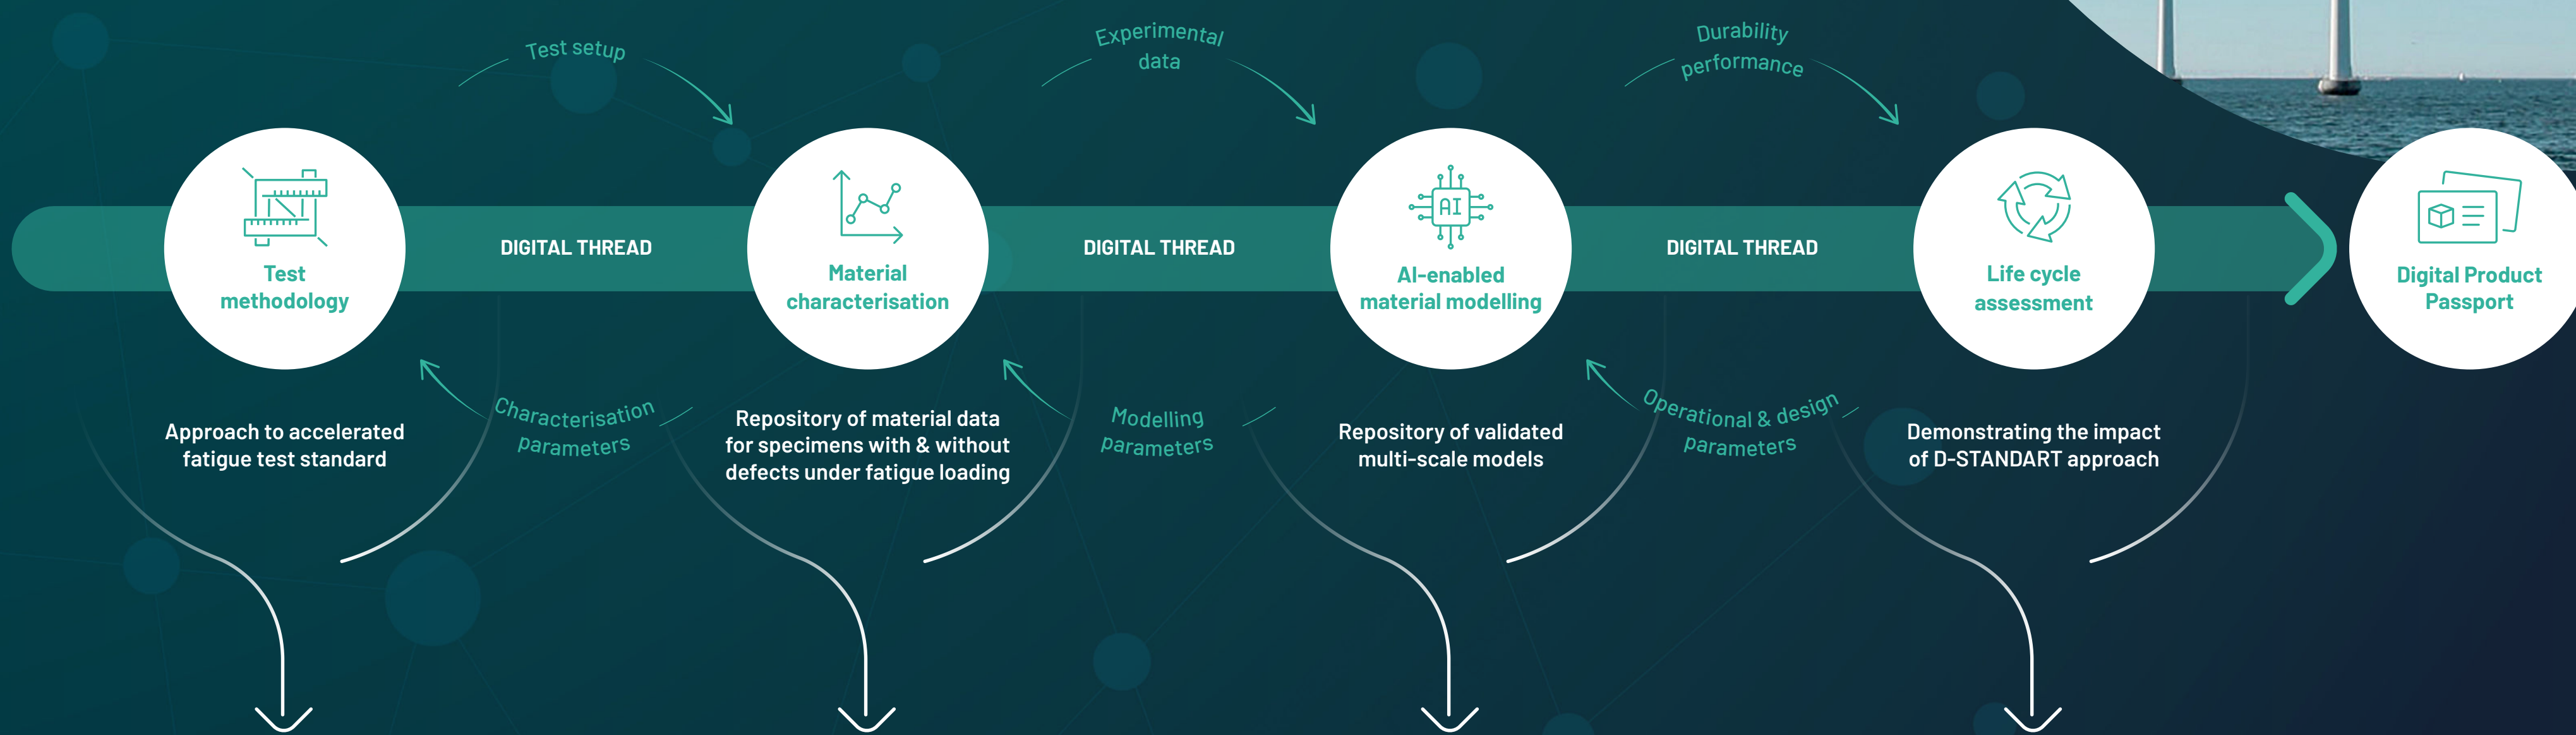 Test setup
Experimental
data
Durability
performance
Test
methodology
DIGITAL THREAD
Material
characterisation
DIGITAL THREAD
AI
AI-enabled
material modelling
DIGITAL THREAD
Life cycle
assessment
Digital Product
Passport
Approach to accelerated
fatigue test standard
Characterisation
parameters
Repository of material data
for specimens with & without
defects under fatigue loading
Modelling
parameters
Repository of validated
multi-scale models
Operational & design
parameters
Demonstrating the impact
of D-STANDART approach